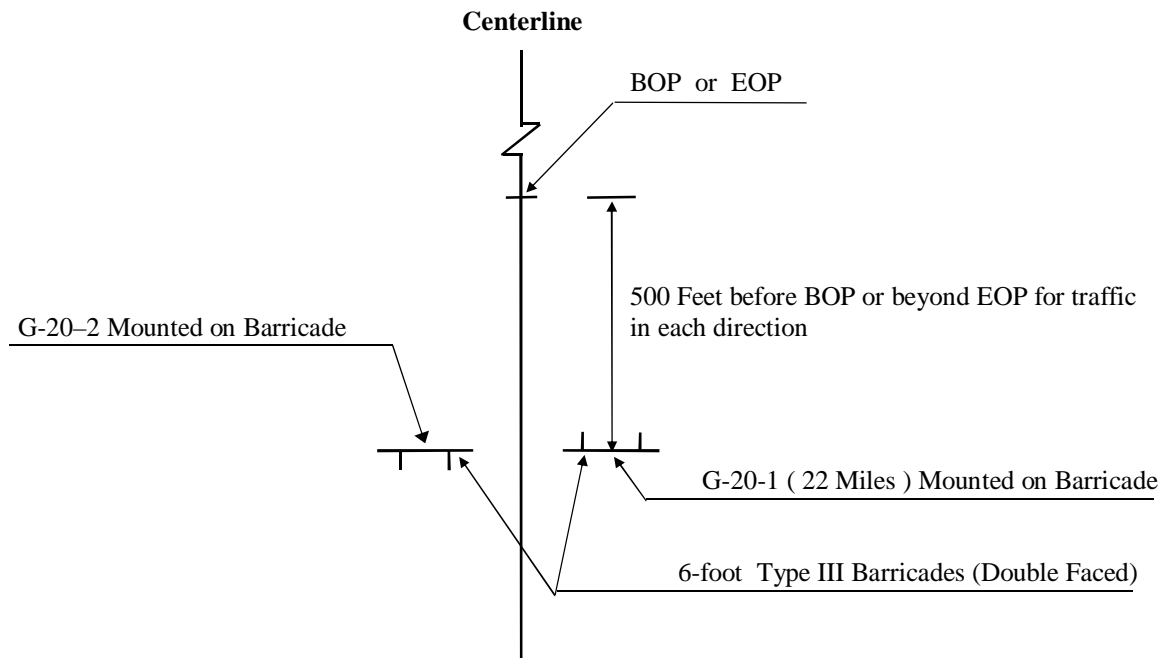 Centerline
BOP or EOP
500 Feet before BOP or beyond EOP for traffic
in each direction
G-20–2 Mounted on Barricade
G-20-1 ( 22 Miles ) Mounted on Barricade
6-foot Type III Barricades (Double Faced)